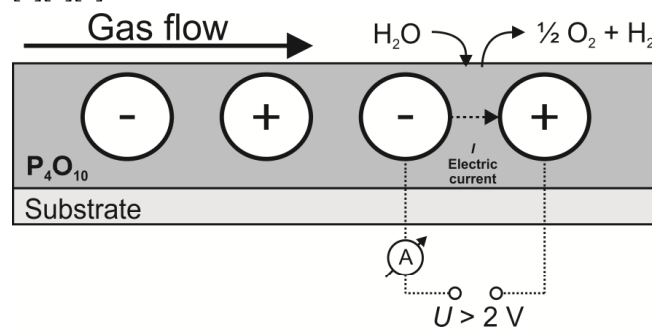 Gas flow
H₂O
½ O₂ + H₂
- + - +
I
Electric
current
P₄O₁₀
Substrate
A
U > 2 V